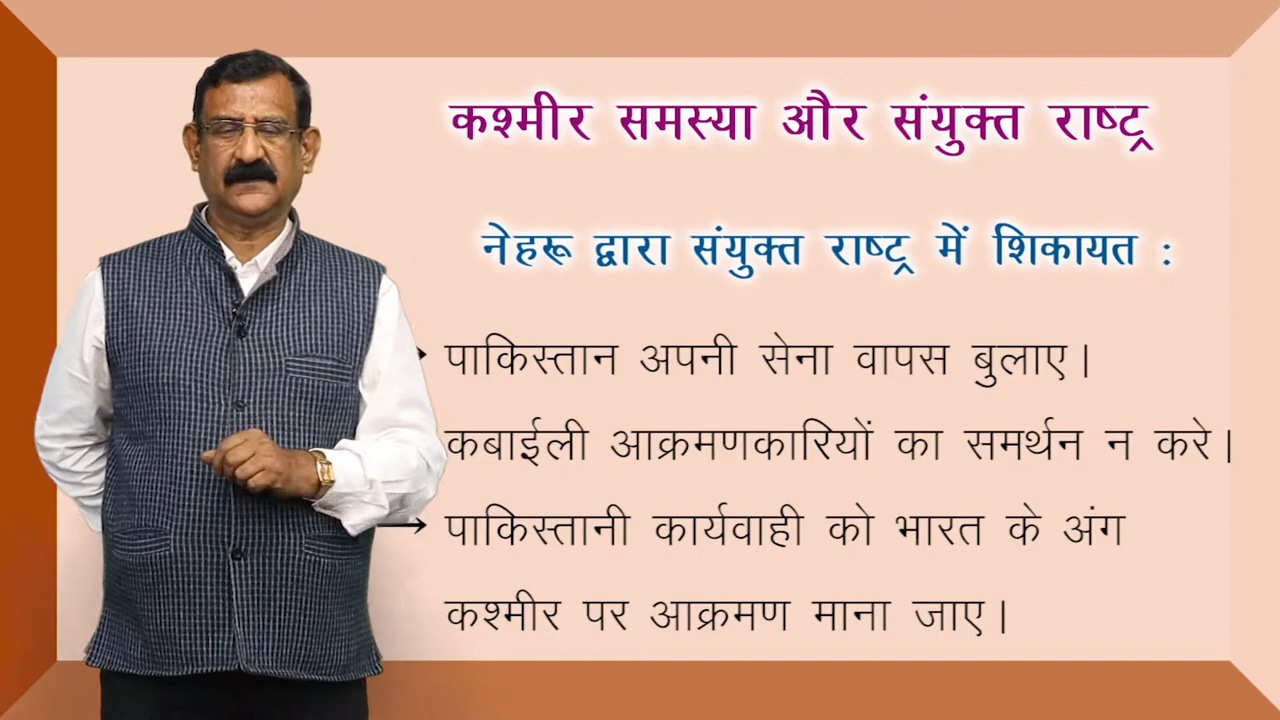 कश्मीर समस्या और संयुक्त राष्ट्र
नेहरू द्वारा संयुक्त राष्ट्र में शिकायत :
→ पाकिस्तान अपनी सेना वापस बुलाए।
कबाईली आक्रमणकारियों का समर्थन न करे।
→ पाकिस्तानी कार्यवाही को भारत के अंग
कश्मीर पर आक्रमण माना जाए।